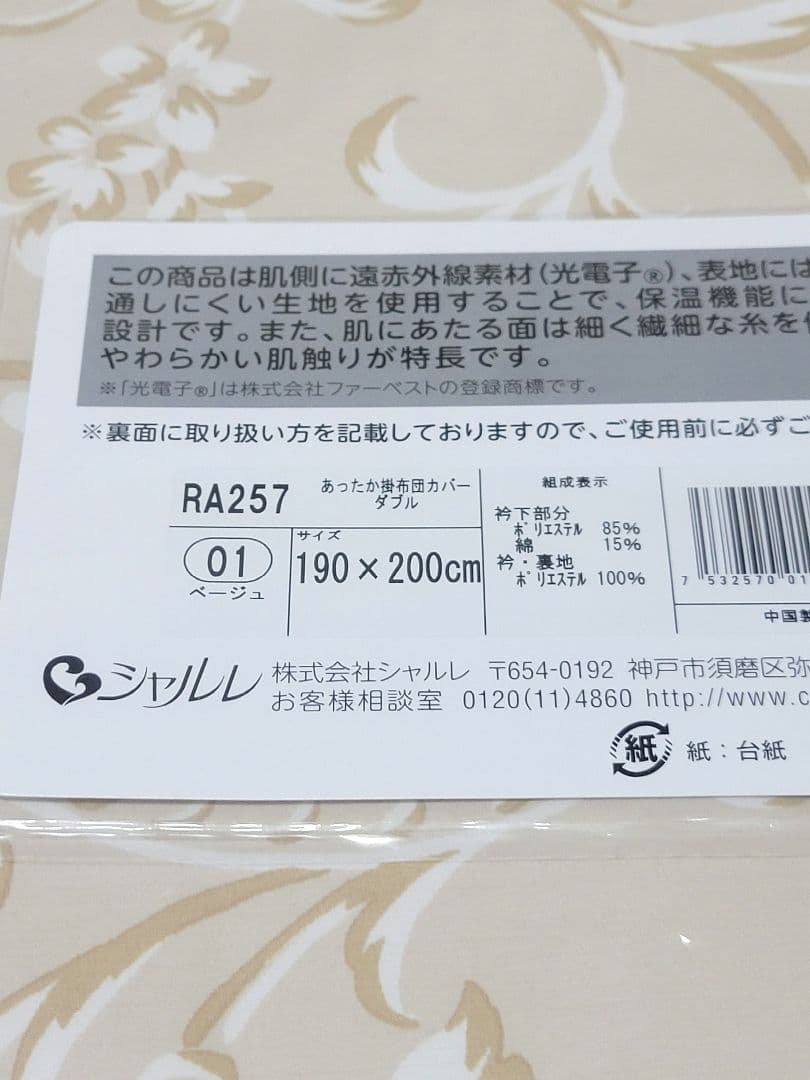 この商品は肌側に遠赤外線素材(光電子®)、表地には
通しにくい生地を使用することで、保温機能に
設計です。また、肌にあたる面は細く繊細な糸を
やわらかい肌触りが特長です。
※「光電子®」は株式会社ファーベストの登録商標です。
※裏面に取り扱い方を記載しておりますので、ご使用前に必ずご
RA257
あったか掛布団カバー
ダブル
01
ベージュ
サイズ
190×200cm
組成表示
衿下部分
ポリエステル 85%
綿 15%
衿・裏地
ポリエステル 100%
7 532570 01
中国製
シャルレ
株式会社シャルレ 〒654-0192 神戸市須磨区弥
お客様相談室 0120(11)4860 http://www.c
紙
紙：台紙